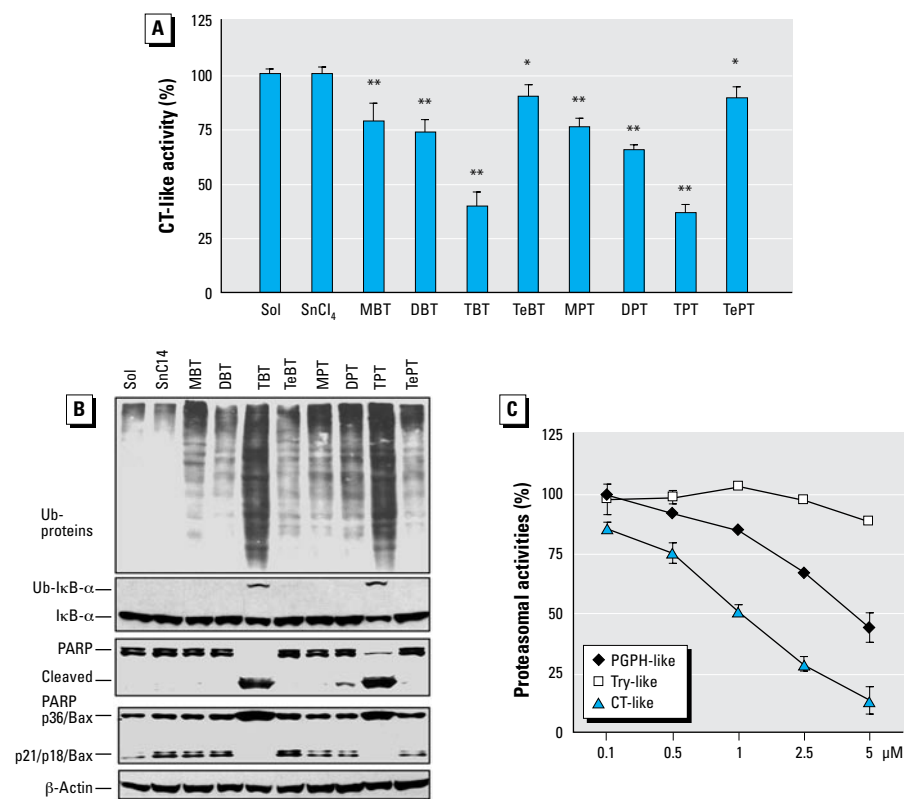 A
CT-like activity (%)
125
100
75
50
25
0
** ** ** * ** ** ** *
Sol SnCl₄ MBT DBT TBT TeBT MPT DPT TPT TePT
B
Sol SnC14 MBT DBT TBT TeBT MPT DPT TPT TePT
Ub-
proteins
Ub-IκB-α
IκB-α
PARP
Cleaved
PARP
p36/Bax
p21/p18/Bax
β-Actin
C
Proteasomal activities (%)
125
100
75
50
25
0
PGPH-like
Try-like
CT-like
0.1 0.5 1 2.5 5 μM